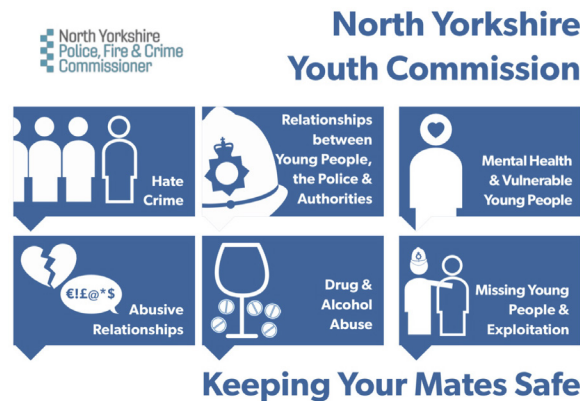 North Yorkshire
Police, Fire & Crime
Commissioner
North Yorkshire
Youth Commission
Hate
Crime
Relationships
between
Young People,
the Police &
Authorities
Mental Health
& Vulnerable
Young People
€!£@*$
Abusive
Relationships
Drug &
Alcohol
Abuse
Missing Young
People &
Exploitation
Keeping Your Mates Safe